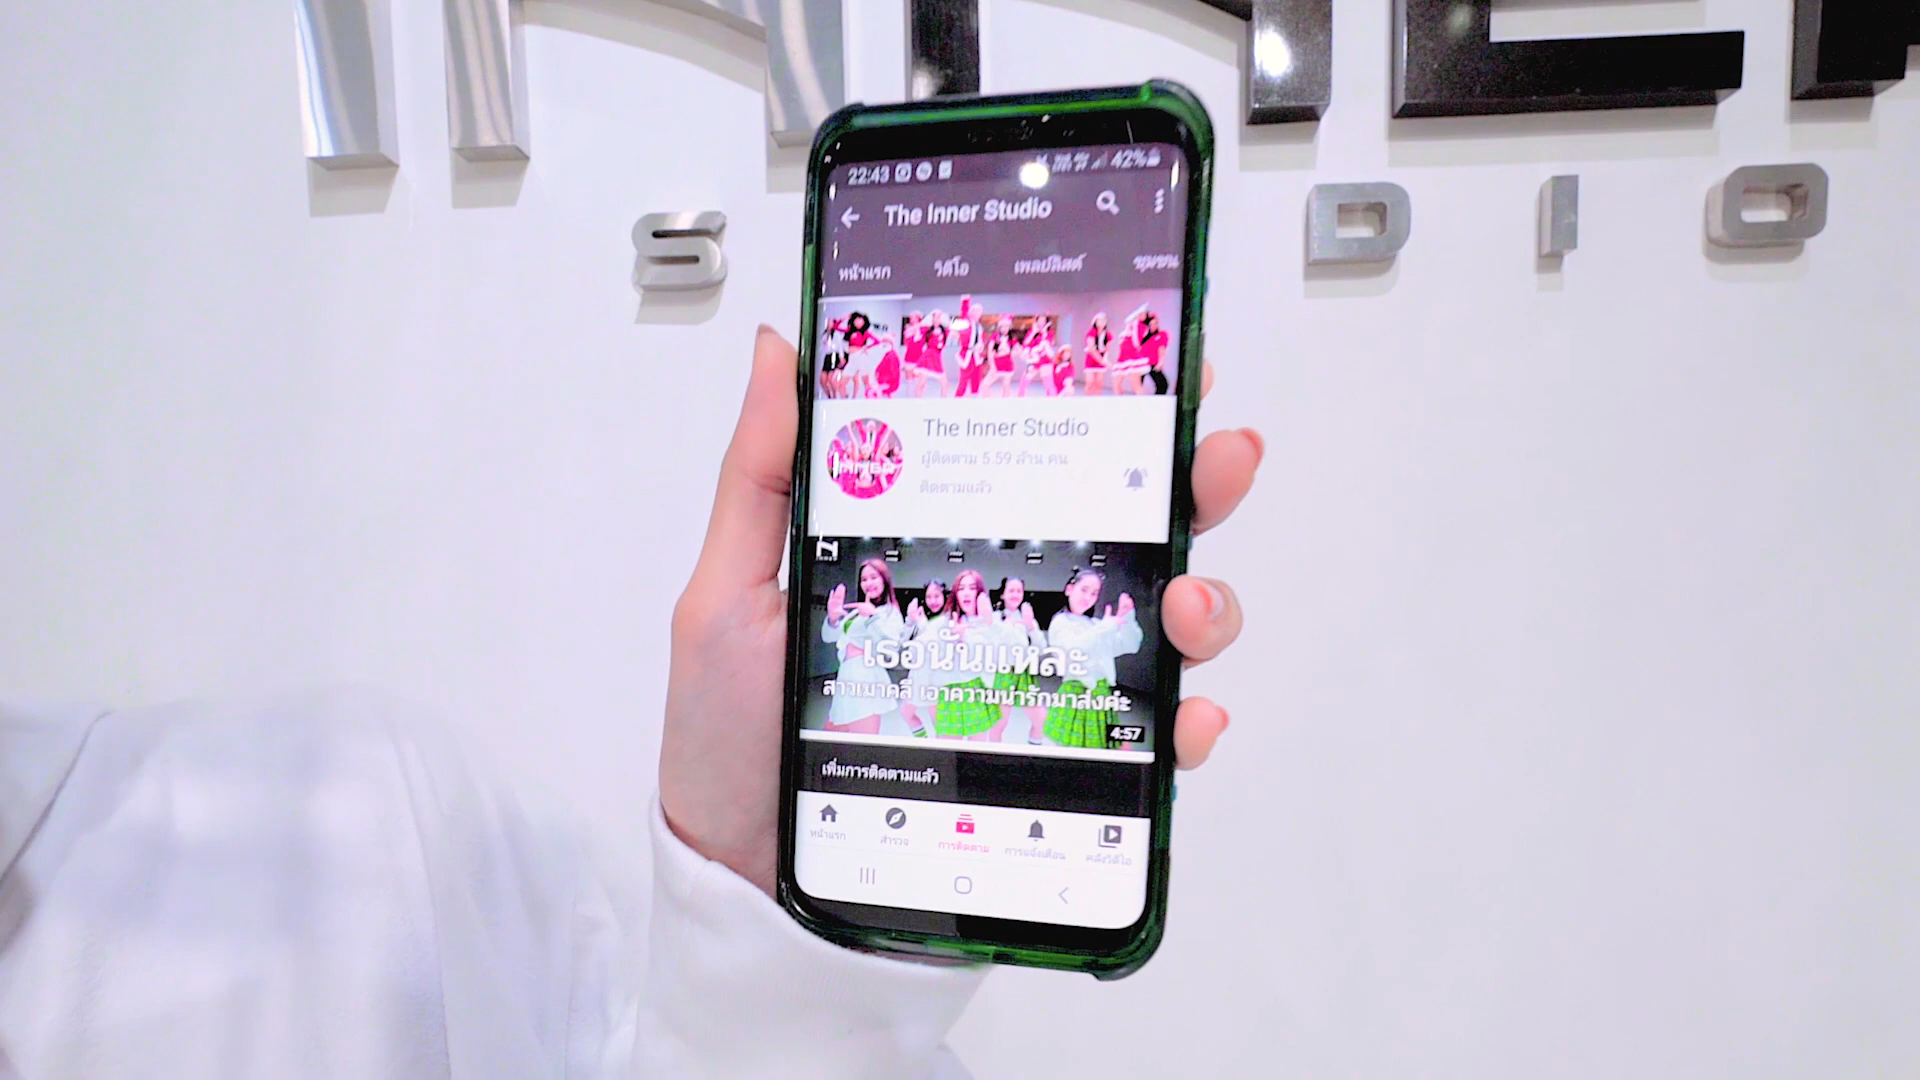 S
DIO
22:43
42%
The Inner Studio
หน้าแรก วิดีโอ เพลย์ลิสต์ ชุมชน
The Inner Studio
ผู้ติดตาม 5.59 ล้าน คน
ติดตามแล้ว
เธอนั่นแหละ
สาวเมาคลี เอาความน่ารักมาส่งค่ะ
4:57
เพิ่มการติดตามแล้ว
หน้าแรก สำรวจ การติดตาม การแจ้งเตือน คลังวิดีโอ